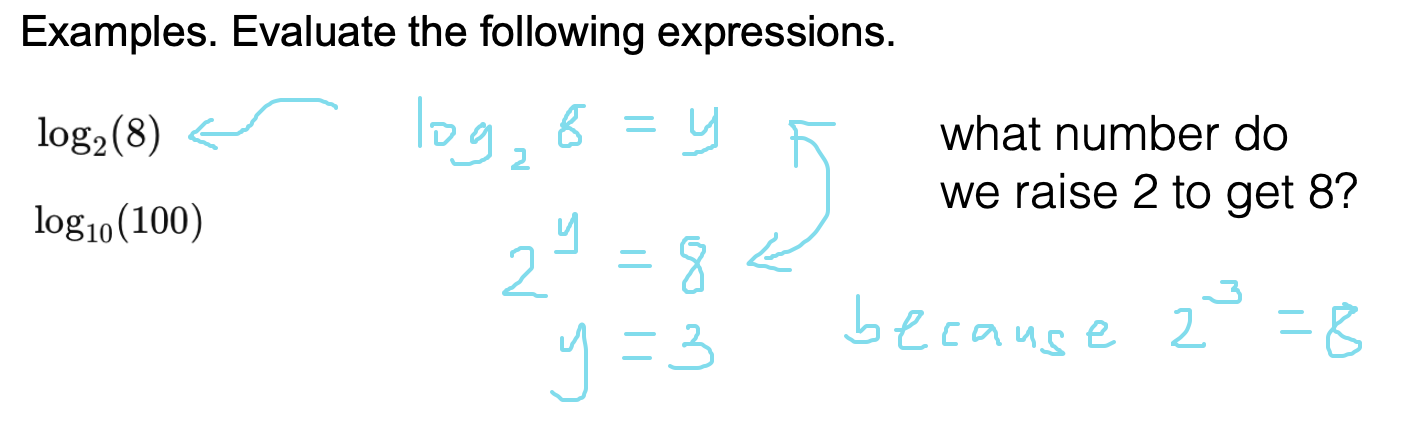 Examples. Evaluate the following expressions.
log₂(8)
log₂ 8 = y
what number do
we raise 2 to get 8?
log₁₀(100)
2ʸ = 8
y = 3
because 2³ = 8